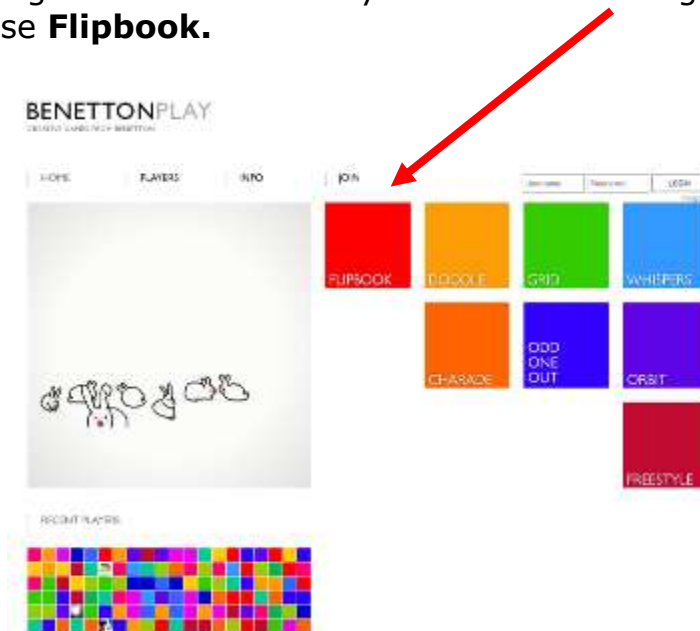 se Flipbook.
BENETTONPLAY
HOME PLAYERS INFO JOIN LOGIN
FLIPBOOK DOODLE GRID WHISPERS
CHARADE ODD
ONE
OUT ORBIT
FREESTYLE
RECENT PLAYERS